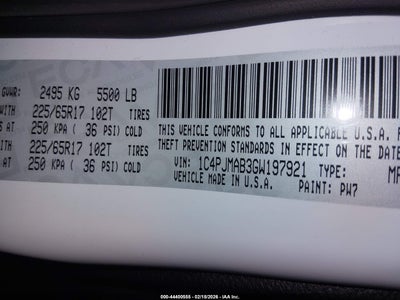 GVWR: 2495 KG 5500 LB
WITH 225/65R17 102T TIRES
S AT 250 KPA ( 36 PSI) COLD
WITH 225/65R17 102T TIRES
S AT 250 KPA ( 36 PSI) COLD
THIS VEHICLE CONFORMS TO ALL APPLICABLE U.S.A. F
THEFT PREVENTION STANDARDS IN EFFECT ON THE DATE
VIN: 1C4PJMAB3GW197921 TYPE: MP
VEHICLE MADE IN U.S.A. PAINT: PW7
000-44400555 - 02/18/2026 - IAA Inc.